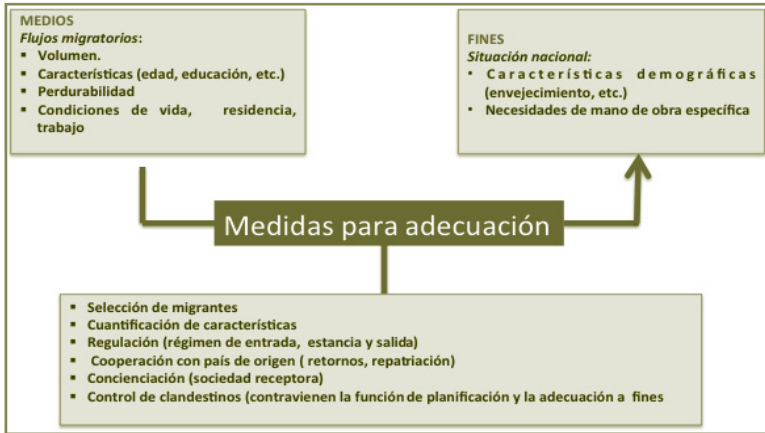 MEDIOS
Flujos migratorios:
▪ Volumen.
▪ Características (edad, educación, etc.)
▪ Perdurabilidad
▪ Condiciones de vida, residencia,
trabajo
FINES
Situación nacional:
• Características demográficas
(envejecimiento, etc.)
• Necesidades de mano de obra específica
Medidas para adecuación
▪ Selección de migrantes
▪ Cuantificación de características
▪ Regulación (régimen de entrada, estancia y salida)
▪ Cooperación con país de origen ( retornos, repatriación)
▪ Concienciación (sociedad receptora)
▪ Control de clandestinos (contravienen la función de planificación y la adecuación a fines